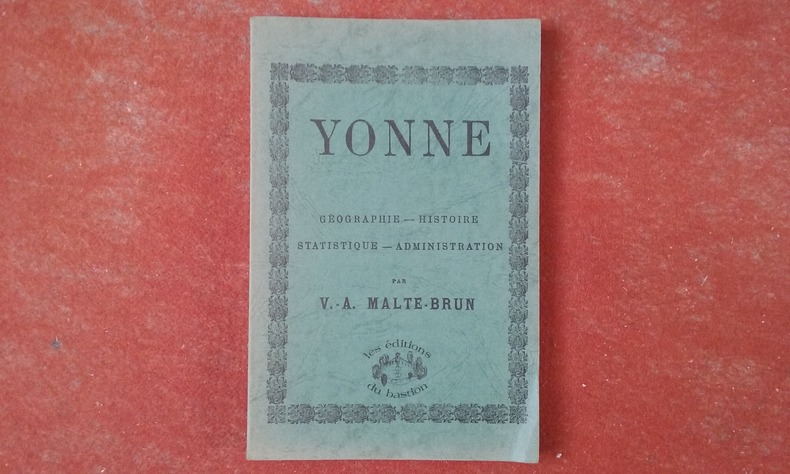 YONNE
GÉOGRAPHIE — HISTOIRE
STATISTIQUE — ADMINISTRATION
PAR
V.-A. MALTE-BRUN
les éditions
du bastion